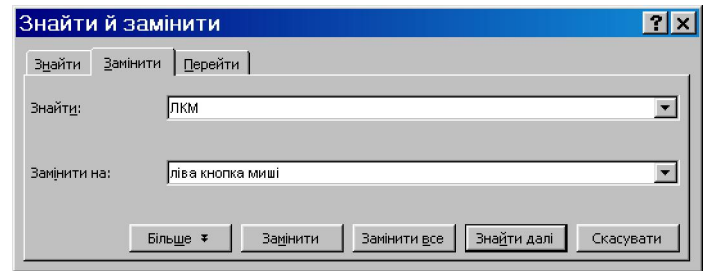 Знайти й замінити
Знайти Замінити Перейти
Знайти: ЛКМ
Замінити на: ліва кнопка миші
Більше Замінити Замінити все Знайти далі Скасувати